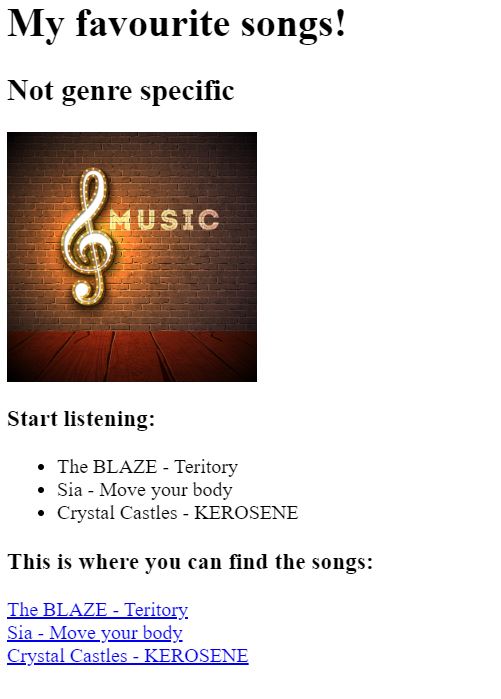 My favourite songs!
Not genre specific
MUSIC
Start listening:
The BLAZE - Teritory
Sia - Move your body
Crystal Castles - KEROSENE
This is where you can find the songs:
The BLAZE - Teritory
Sia - Move your body
Crystal Castles - KEROSENE